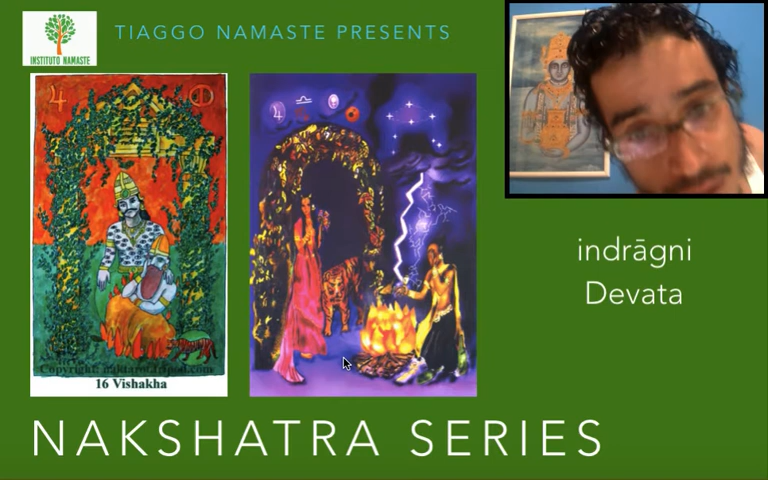 TIAGGO NAMASTE PRESENTS
INSTITUTO NAMASTE
indrāgni
Devata
16 Vishakha
NAKSHATRA SERIES